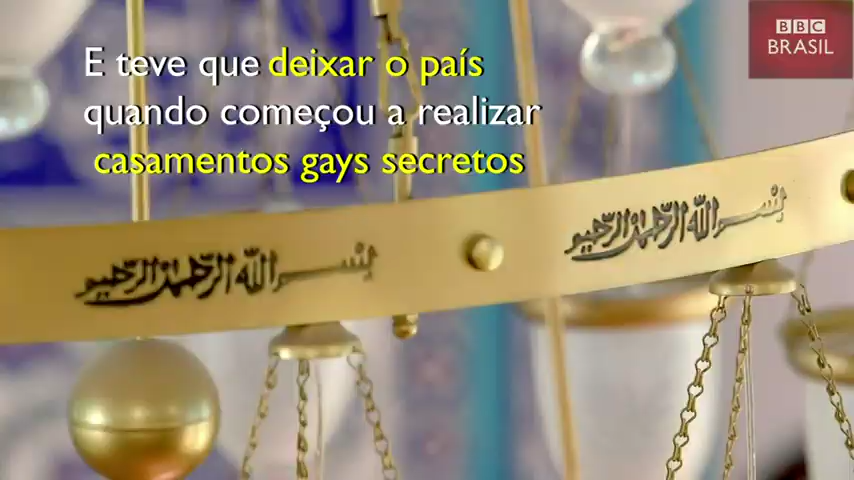 E teve que deixar o país
quando começou a realizar
casamentos gays secretos
BBC
BRASIL
بسم الله الرحمن الرحيم
بسم الله الرحمن الرحيم